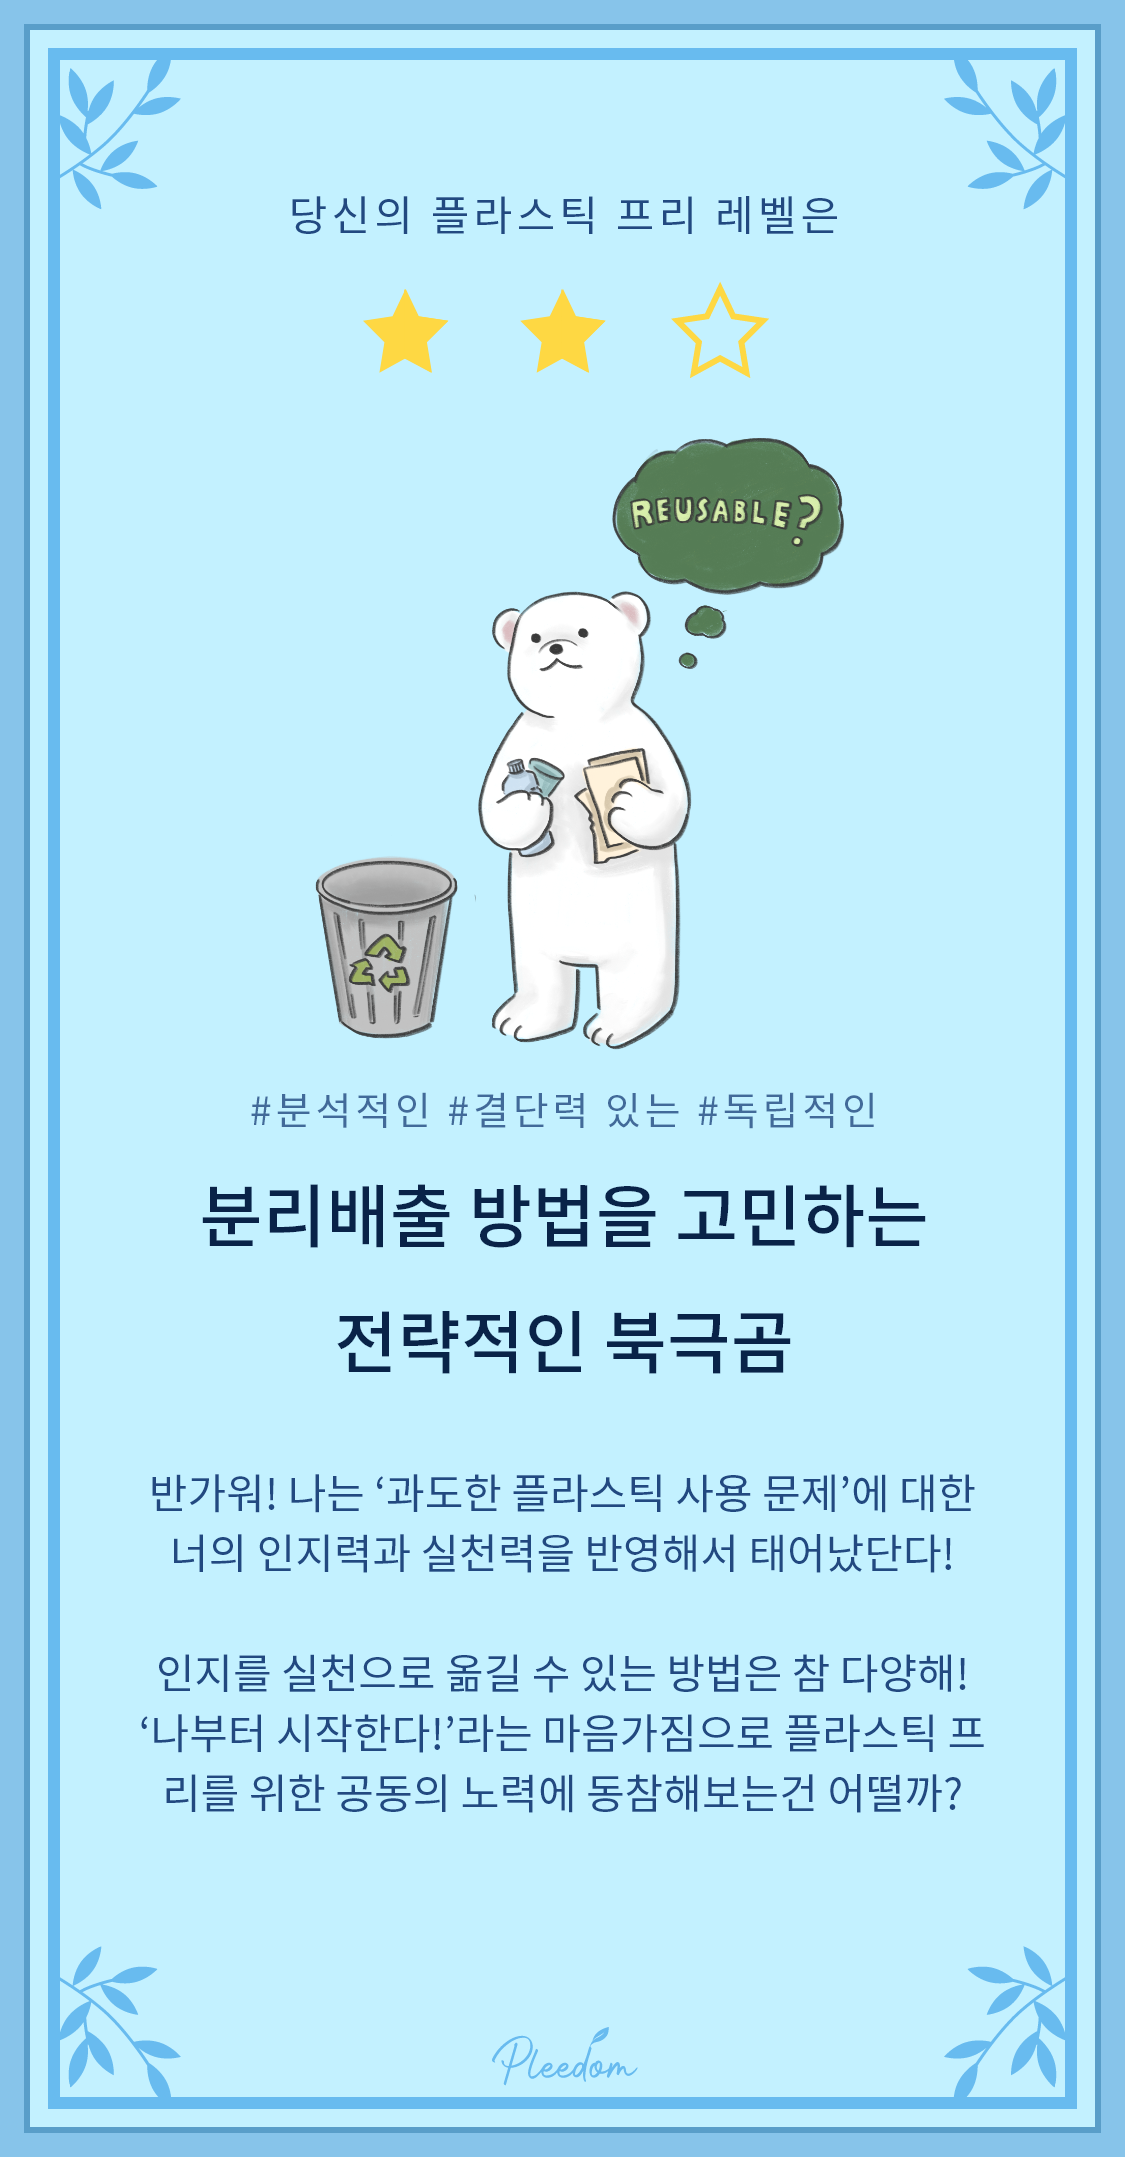 당신의 플라스틱 프리 레벨은
REUSABLE?
#분석적인 #결단력 있는 #독립적인
분리배출 방법을 고민하는
전략적인 북극곰
반가워! 나는 ‘과도한 플라스틱 사용 문제’에 대한
너의 인지력과 실천력을 반영해서 태어났단다!
인지를 실천으로 옮길 수 있는 방법은 참 다양해!
‘나부터 시작한다!’라는 마음가짐으로 플라스틱 프
리를 위한 공동의 노력에 동참해보는건 어떨까?
Pleedom